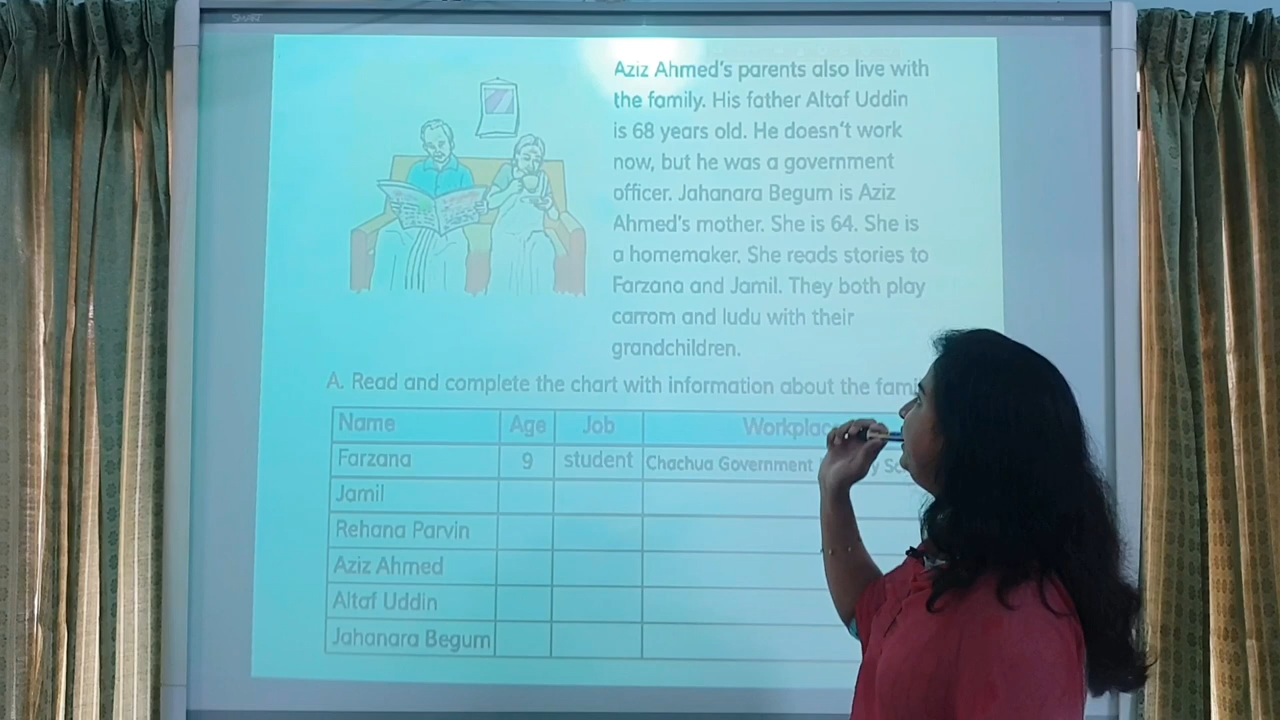 SMART
Aziz Ahmed's parents also live with
the family. His father Altaf Uddin
is 68 years old. He doesn't work
now, but he was a government
officer. Jahanara Begum is Aziz
Ahmed's mother. She is 64. She is
a homemaker. She reads stories to
Farzana and Jamil. They both play
carrom and ludu with their
grandchildren.
A. Read and complete the chart with information about the
Name Age Job
Farzana 9 student Chachua Government
Jamil
Rehana Parvin
Aziz Ahmed
Altaf Uddin
Jahanara Begum